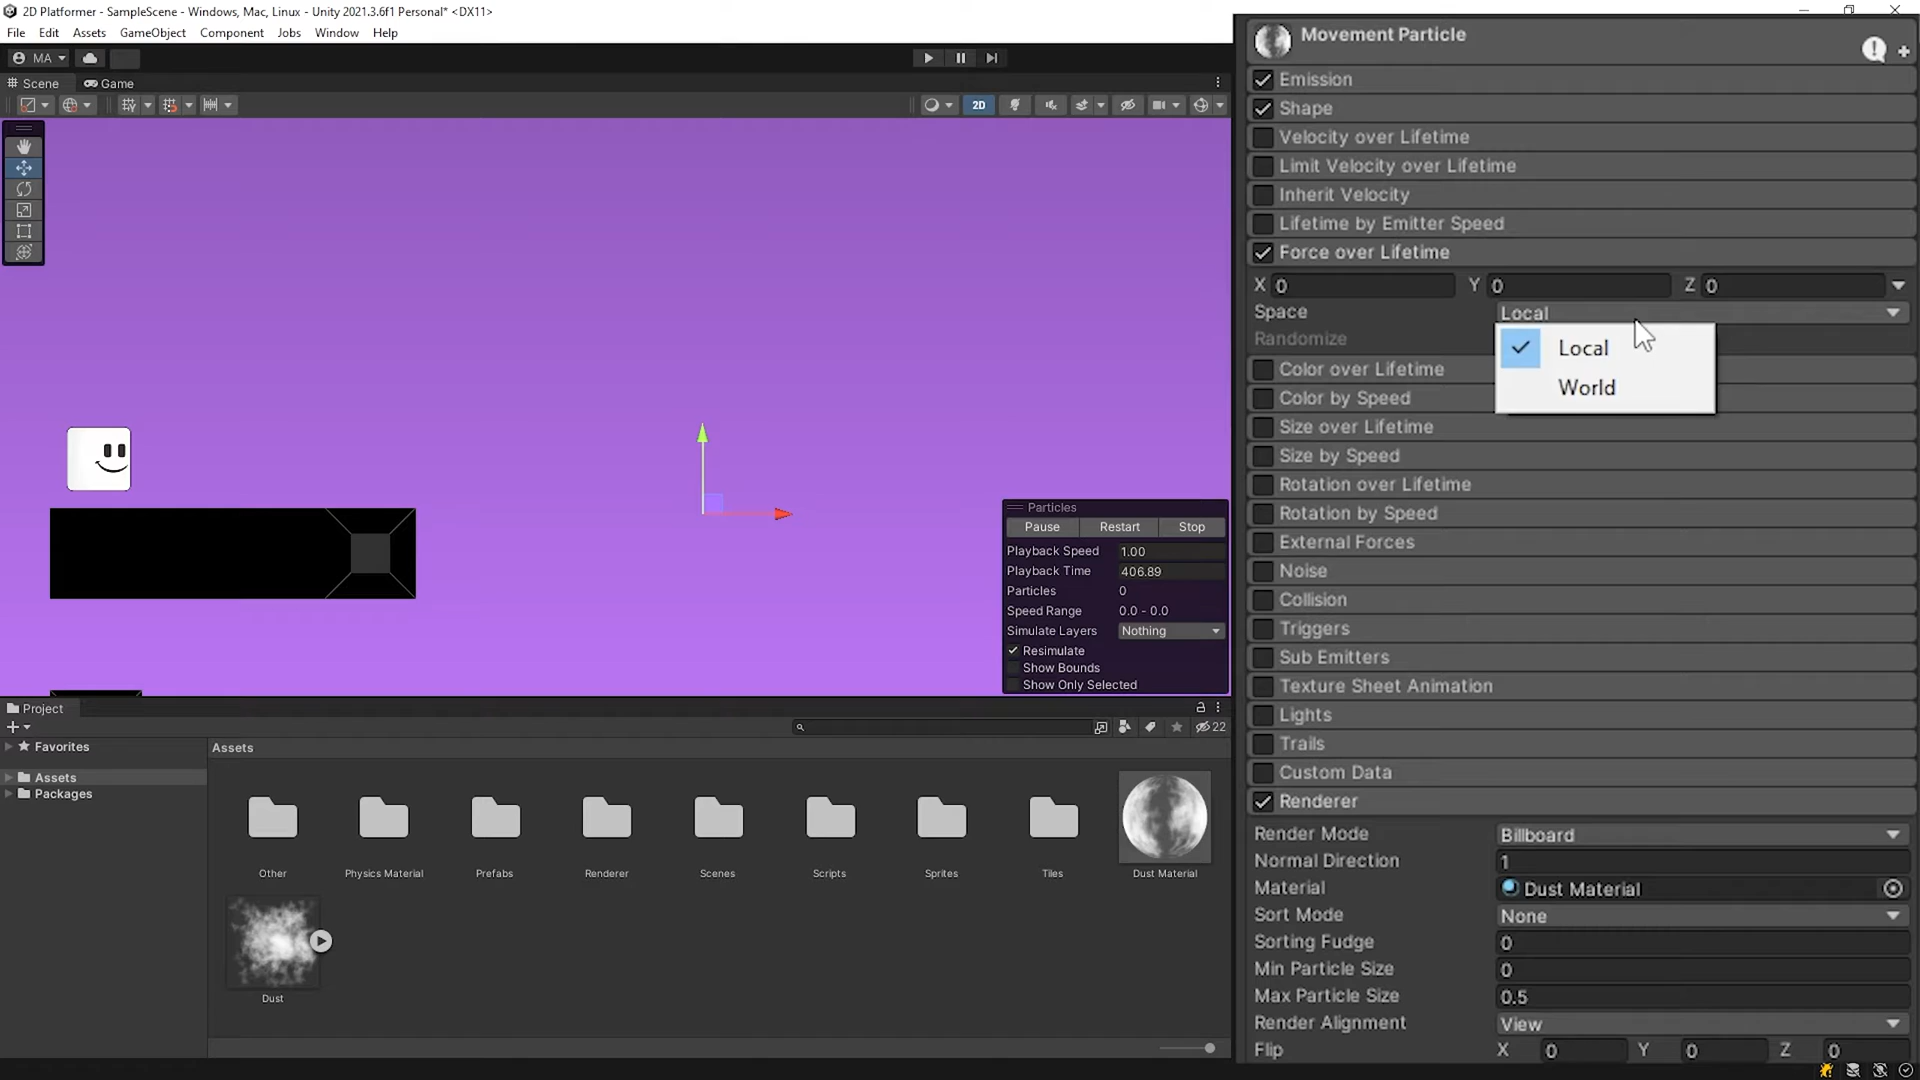 2D Platformer - SampleScene - Windows, Mac, Linux - Unity 2021.3.6f1 Personal* <DX11>
File Edit Assets GameObject Component Jobs Window Help
MA
Scene Game
2D
Particles
Pause Restart Stop
Playback Speed 1.00
Playback Time 406.89
Particles 0
Speed Range 0.0 - 0.0
Simulate Layers Nothing
Resimulate
Show Bounds
Show Only Selected
Project
22
Favorites
Assets
Packages
Assets
Other
Physics Material
Prefabs
Renderer
Scenes
Scripts
Sprites
Tiles
Dust Material
Dust
Movement Particle
Emission
Shape
Velocity over Lifetime
Limit Velocity over Lifetime
Inherit Velocity
Lifetime by Emitter Speed
Force over Lifetime
X 0 Y 0 Z 0
Space Local
Local
World
Randomize
Color over Lifetime
Color by Speed
Size over Lifetime
Size by Speed
Rotation over Lifetime
Rotation by Speed
External Forces
Noise
Collision
Triggers
Sub Emitters
Texture Sheet Animation
Lights
Trails
Custom Data
Renderer
Render Mode Billboard
Normal Direction 1
Material Dust Material
Sort Mode None
Sorting Fudge 0
Min Particle Size 0
Max Particle Size 0.5
Render Alignment View
Flip X 0 Y 0 Z 0